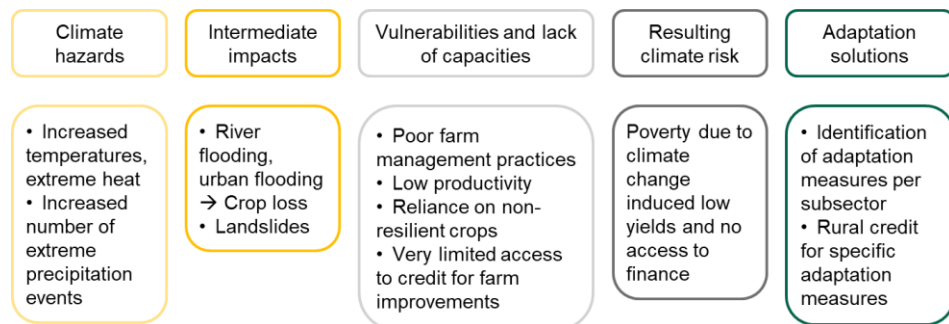 Climate
hazards
Intermediate
impacts
Vulnerabilities and lack
of capacities
Resulting
climate risk
Adaptation
solutions
• Increased
temperatures,
extreme heat
• Increased
number of
extreme
precipitation
events
• River
flooding,
urban flooding
→ Crop loss
• Landslides
• Poor farm
management practices
• Low productivity
• Reliance on non-
resilient crops
• Very limited access
to credit for farm
improvements
Poverty due to
climate
change
induced low
yields and no
access to
finance
• Identification
of adaptation
measures per
subsector
• Rural credit
for specific
adaptation
measures